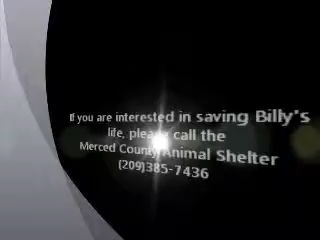 If you are interested in saving Billy's
life, please call the
Merced County Animal Shelter
(209)385-7436